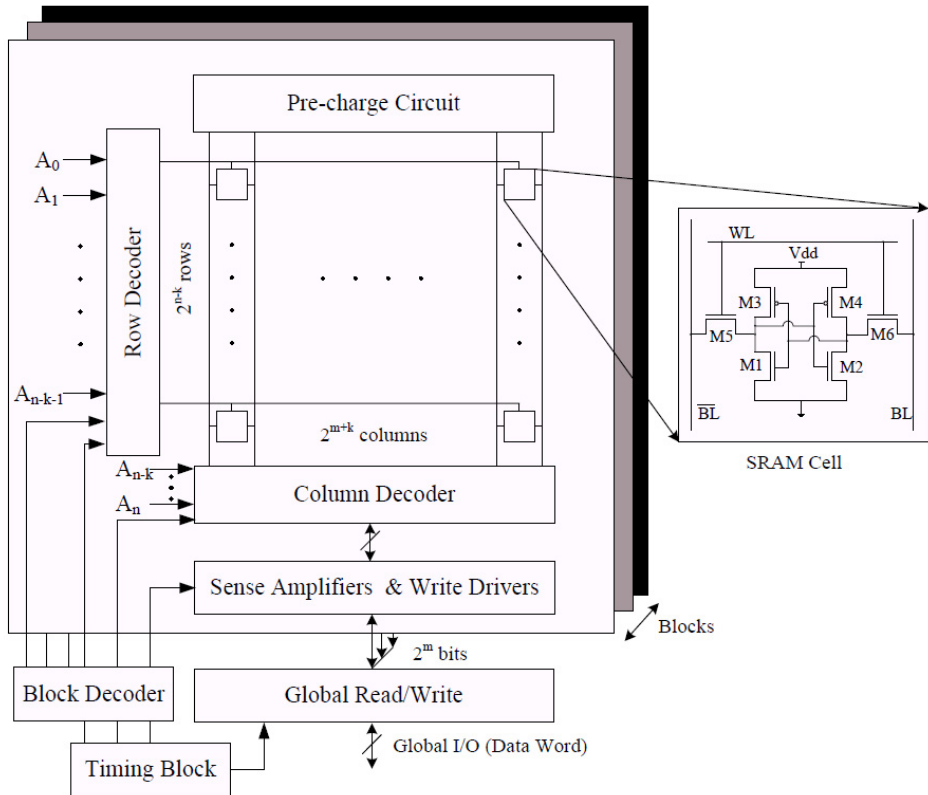 Pre-charge Circuit
A₀
A₁
Row Decoder
2ⁿ⁻ᵏ rows
Aₙ₋ₖ₋₁
2ᵐ⁺ᵏ columns
Aₙ₋ₖ
Aₙ
Column Decoder
Sense Amplifiers & Write Drivers
Blocks
2ᵐ bits
Block Decoder
Global Read/Write
Global I/O (Data Word)
Timing Block
WL
Vdd
M3
M4
M5
M6
M1
M2
B̅L̅
BL
SRAM Cell